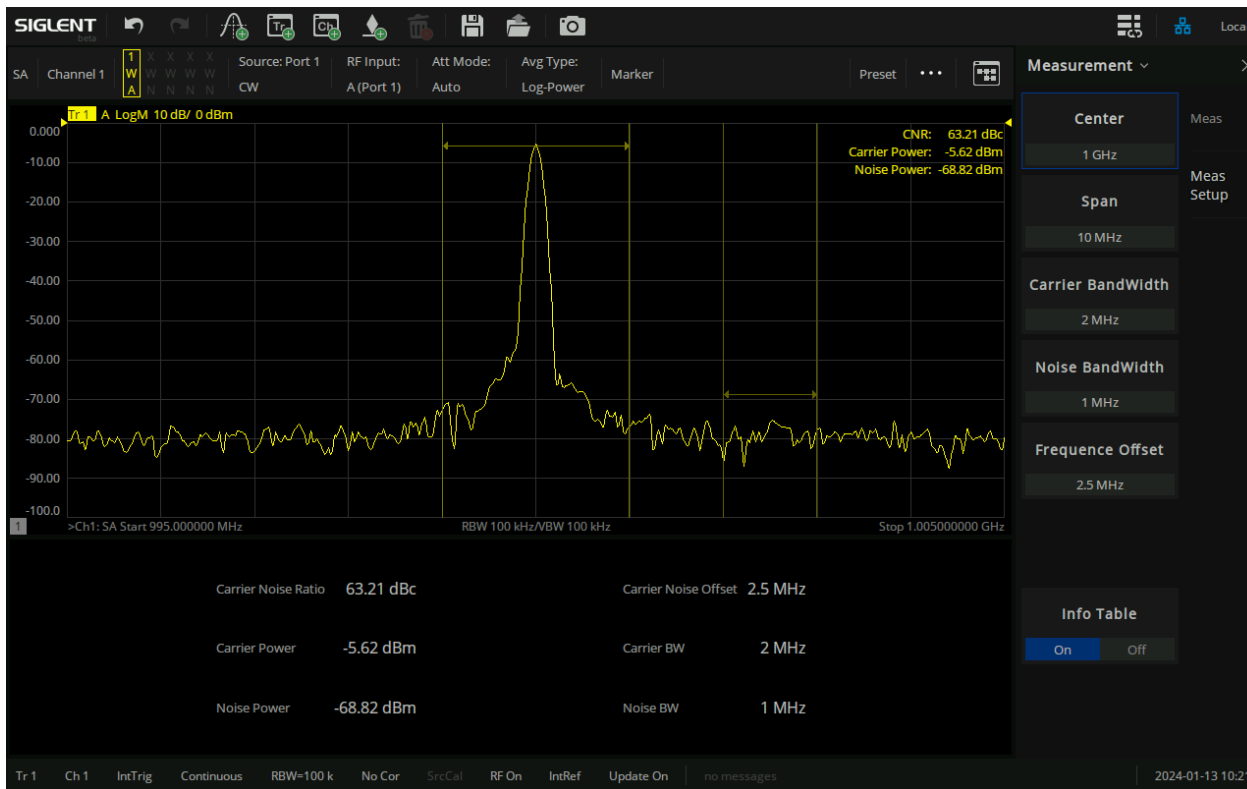 SIGLENT
beta
Tr
Ch
Loca
SA Channel 1
1 X X X X
W W W W W
A N N N N
Source: Port 1
CW
RF Input:
A (Port 1)
Att Mode:
Auto
Avg Type:
Log-Power
Marker
Preset
Measurement
Tr 1 A LogM 10 dB/ 0 dBm
CNR: 63.21 dBc
Carrier Power: -5.62 dBm
Noise Power: -68.82 dBm
0.000
-10.00
-20.00
-30.00
-40.00
-50.00
-60.00
-70.00
-80.00
-90.00
-100.0
1 >Ch1: SA Start 995.000000 MHz RBW 100 kHz/VBW 100 kHz Stop 1.005000000 GHz
Carrier Noise Ratio 63.21 dBc Carrier Noise Offset 2.5 MHz
Carrier Power -5.62 dBm Carrier BW 2 MHz
Noise Power -68.82 dBm Noise BW 1 MHz
Center
1 GHz
Span
10 MHz
Carrier BandWidth
2 MHz
Noise BandWidth
1 MHz
Frequence Offset
2.5 MHz
Info Table
On Off
Meas
Meas
Setup
Tr 1 Ch 1 IntTrig Continuous RBW=100 k No Cor SrcCal RF On IntRef Update On no messages 2024-01-13 10:21